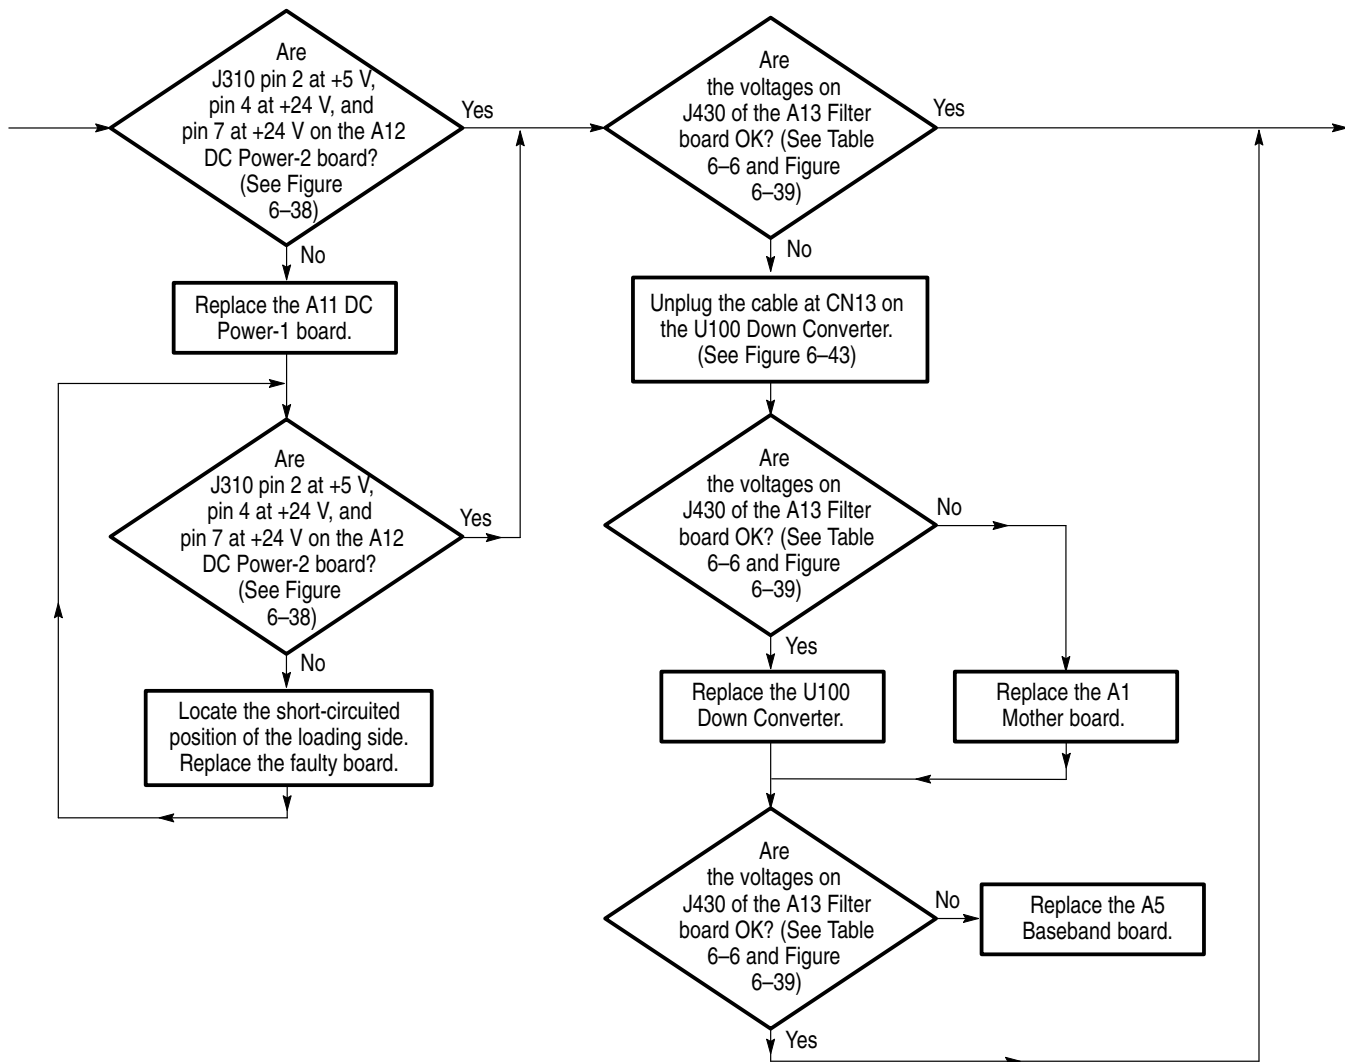 Are
J310 pin 2 at +5 V,
pin 4 at +24 V, and
pin 7 at +24 V on the A12
DC Power-2 board?
(See Figure
6–38)
Yes
No
Replace the A11 DC
Power-1 board.
Are
J310 pin 2 at +5 V,
pin 4 at +24 V, and
pin 7 at +24 V on the A12
DC Power-2 board?
(See Figure
6–38)
Yes
No
Locate the short-circuited
position of the loading side.
Replace the faulty board.
Are
the voltages on
J430 of the A13 Filter
board OK? (See Table
6–6 and Figure
6–39)
Yes
No
Unplug the cable at CN13 on
the U100 Down Converter.
(See Figure 6–43)
Are
the voltages on
J430 of the A13 Filter
board OK? (See Table
6–6 and Figure
6–39)
No
Yes
Replace the U100
Down Converter.
Replace the A1
Mother board.
Are
the voltages on
J430 of the A13 Filter
board OK? (See Table
6–6 and Figure
6–39)
No
Replace the A5
Baseband board.
Yes